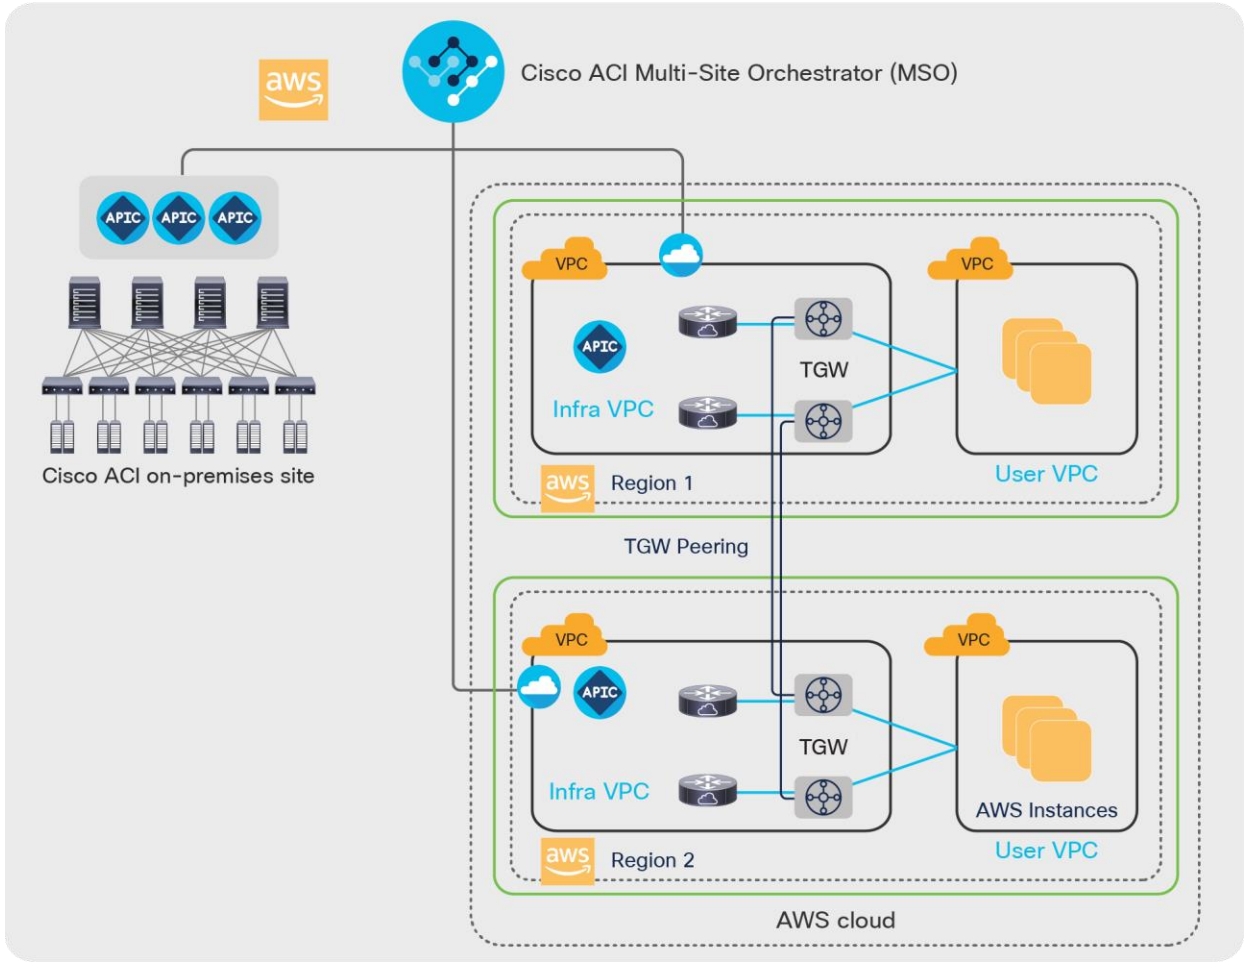 aws
Cisco ACI Multi-Site Orchestrator (MSO)
APIC APIC APIC
Cisco ACI on-premises site
VPC
VPC
APIC
TGW
Infra VPC
User VPC
aws Region 1
TGW Peering
VPC
VPC
APIC
TGW
Infra VPC
AWS Instances
User VPC
aws Region 2
AWS cloud